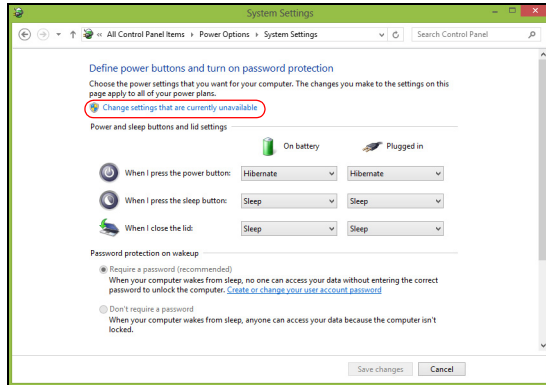 System Settings
« All Control Panel Items Power Options System Settings
Search Control Panel
Define power buttons and turn on password protection
Choose the power settings that you want for your computer. The changes you make to the settings on this
page apply to all of your power plans.
Change settings that are currently unavailable
Power and sleep buttons and lid settings
On battery Plugged in
When I press the power button: Hibernate Hibernate
When I press the sleep button: Sleep Sleep
When I close the lid: Sleep Sleep
Password protection on wakeup
Require a password (recommended)
When your computer wakes from sleep, no one can access your data without entering the correct
password to unlock the computer. Create or change your user account password
Don't require a password
When your computer wakes from sleep, anyone can access your data because the computer isn't
locked.
Save changes Cancel